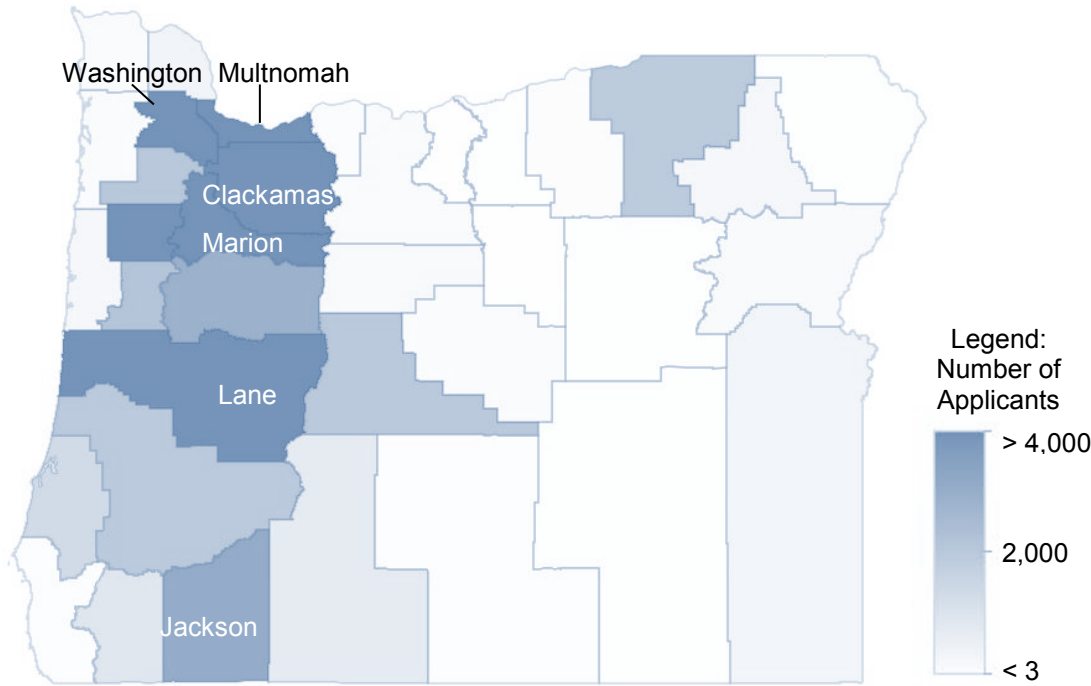 Washington Multnomah
Clackamas
Marion
Lane
Jackson
Legend:
Number of
Applicants
> 4,000
2,000
< 3